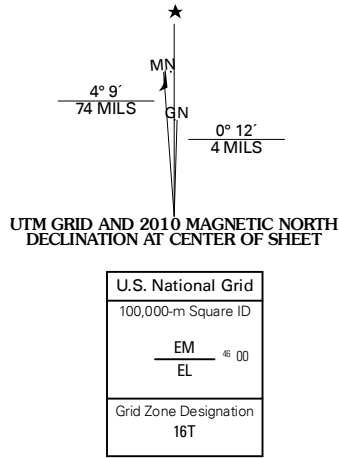 ★
MN
4° 9´
74 MILS
GN
0° 12´
4 MILS
UTM GRID AND 2010 MAGNETIC NORTH
DECLINATION AT CENTER OF SHEET
U.S. National Grid
100,000-m Square ID
EM
46 00
EL
Grid Zone Designation
16T